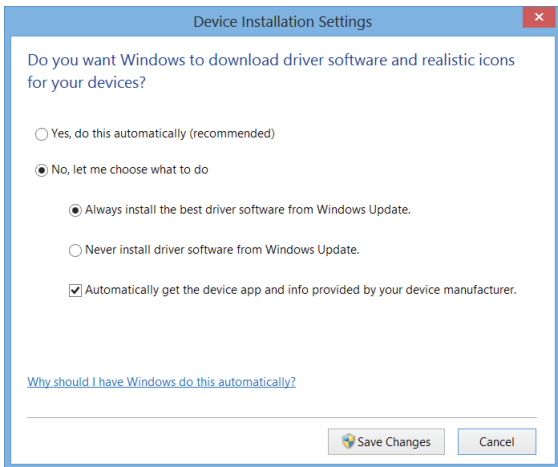 Device Installation Settings
Do you want Windows to download driver software and realistic icons
for your devices?
Yes, do this automatically (recommended)
No, let me choose what to do
Always install the best driver software from Windows Update.
Never install driver software from Windows Update.
Automatically get the device app and info provided by your device manufacturer.
Why should I have Windows do this automatically?
Save Changes Cancel